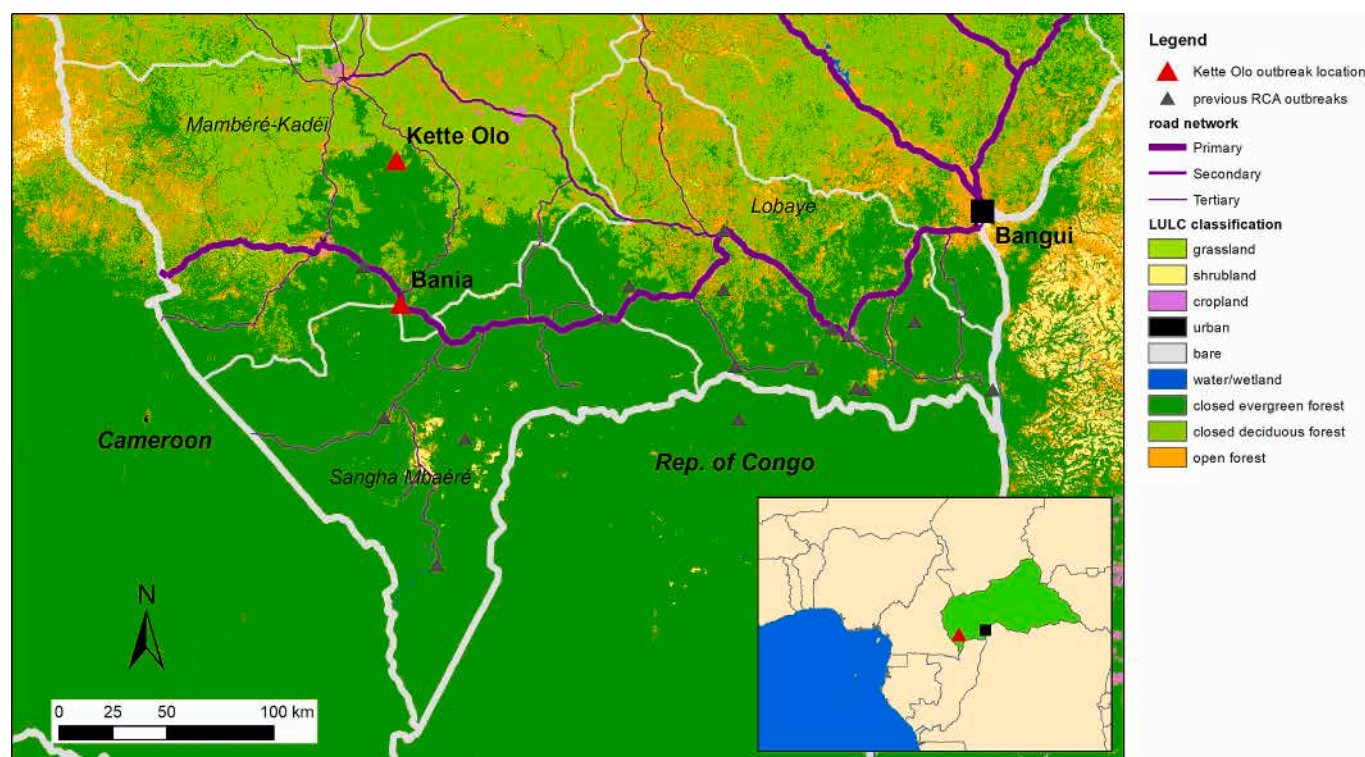 Mambéré-Kadéï
Kette Olo
Lobaye
Bangui
Bania
Cameroon
Sangha Mbaéré
Rep. of Congo
N
0 25 50 100 km
Legend
Kette Olo outbreak location
previous RCA outbreaks
road network
Primary
Secondary
Tertiary
LULC classification
grassland
shrubland
cropland
urban
bare
water/wetland
closed evergreen forest
closed deciduous forest
open forest